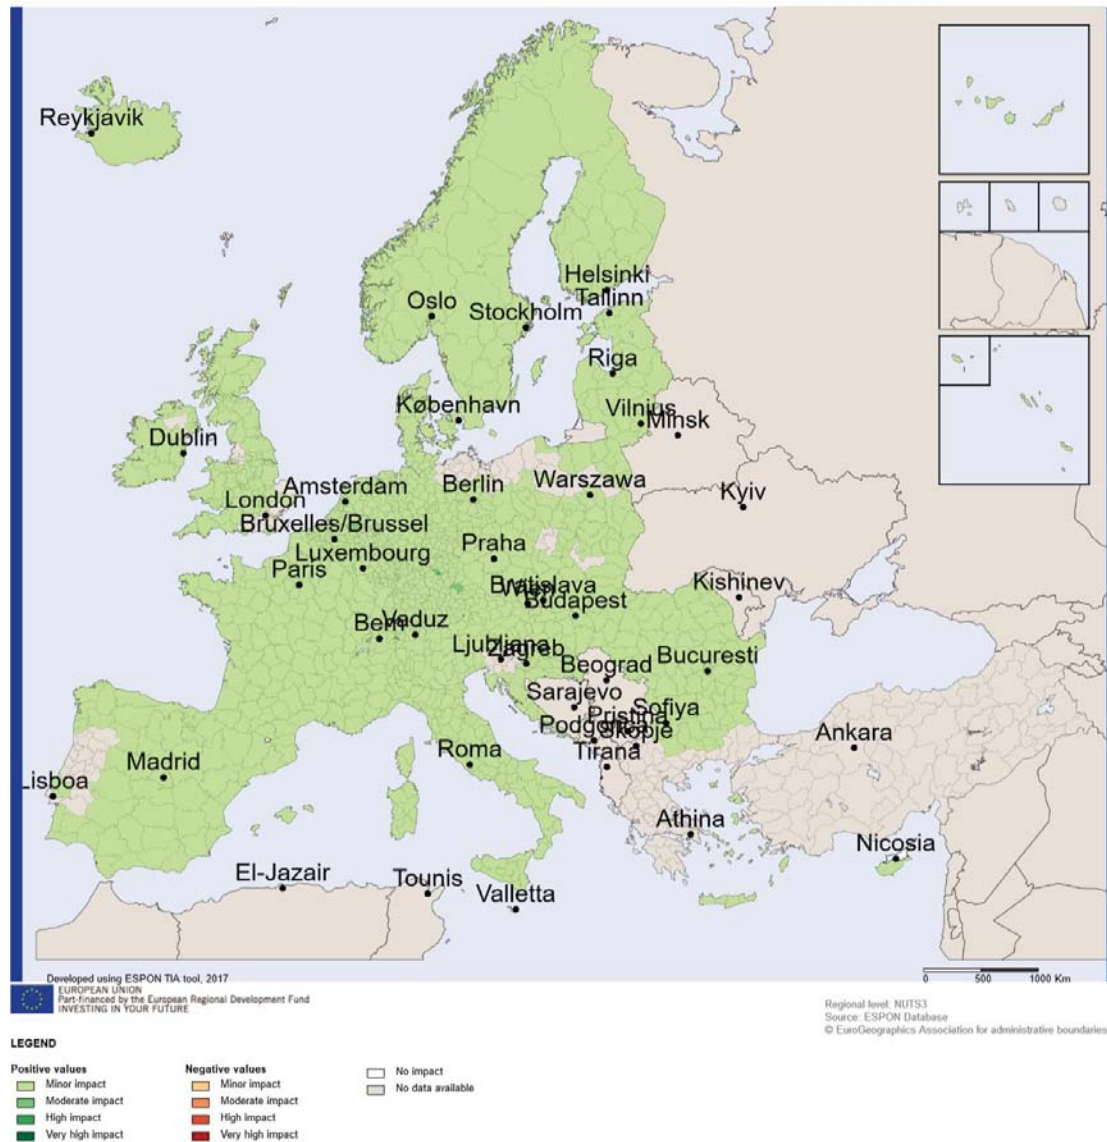 Reykjavik
Helsinki
Tallinn
Oslo
Stockholm
Riga
København
Vilnius
Minsk
Dublin
Amsterdam
Berlin
Warszawa
London
Kyiv
Bruxelles/Brussel
Luxembourg
Praha
Paris
Bratislava
Wien
Budapest
Kishinev
Bern
Vaduz
Ljubljana
Zagreb
Beograd
Bucuresti
Sarajevo
Pristina
Sofiya
Podgorica
Skopje
Ankara
Roma
Tirana
Madrid
Lisboa
Athina
Nicosia
El-Jazair
Tounis
Valletta
Developed using ESPON TIA tool, 2017
0 500 1000 Km
EUROPEAN UNION
Part-financed by the European Regional Development Fund
INVESTING IN YOUR FUTURE
Regional level: NUTS3
Source: ESPON Database
© EuroGeographics Association for administrative boundaries
LEGEND
Positive values
Minor impact
Moderate impact
High impact
Very high impact
Negative values
Minor impact
Moderate impact
High impact
Very high impact
No impact
No data available